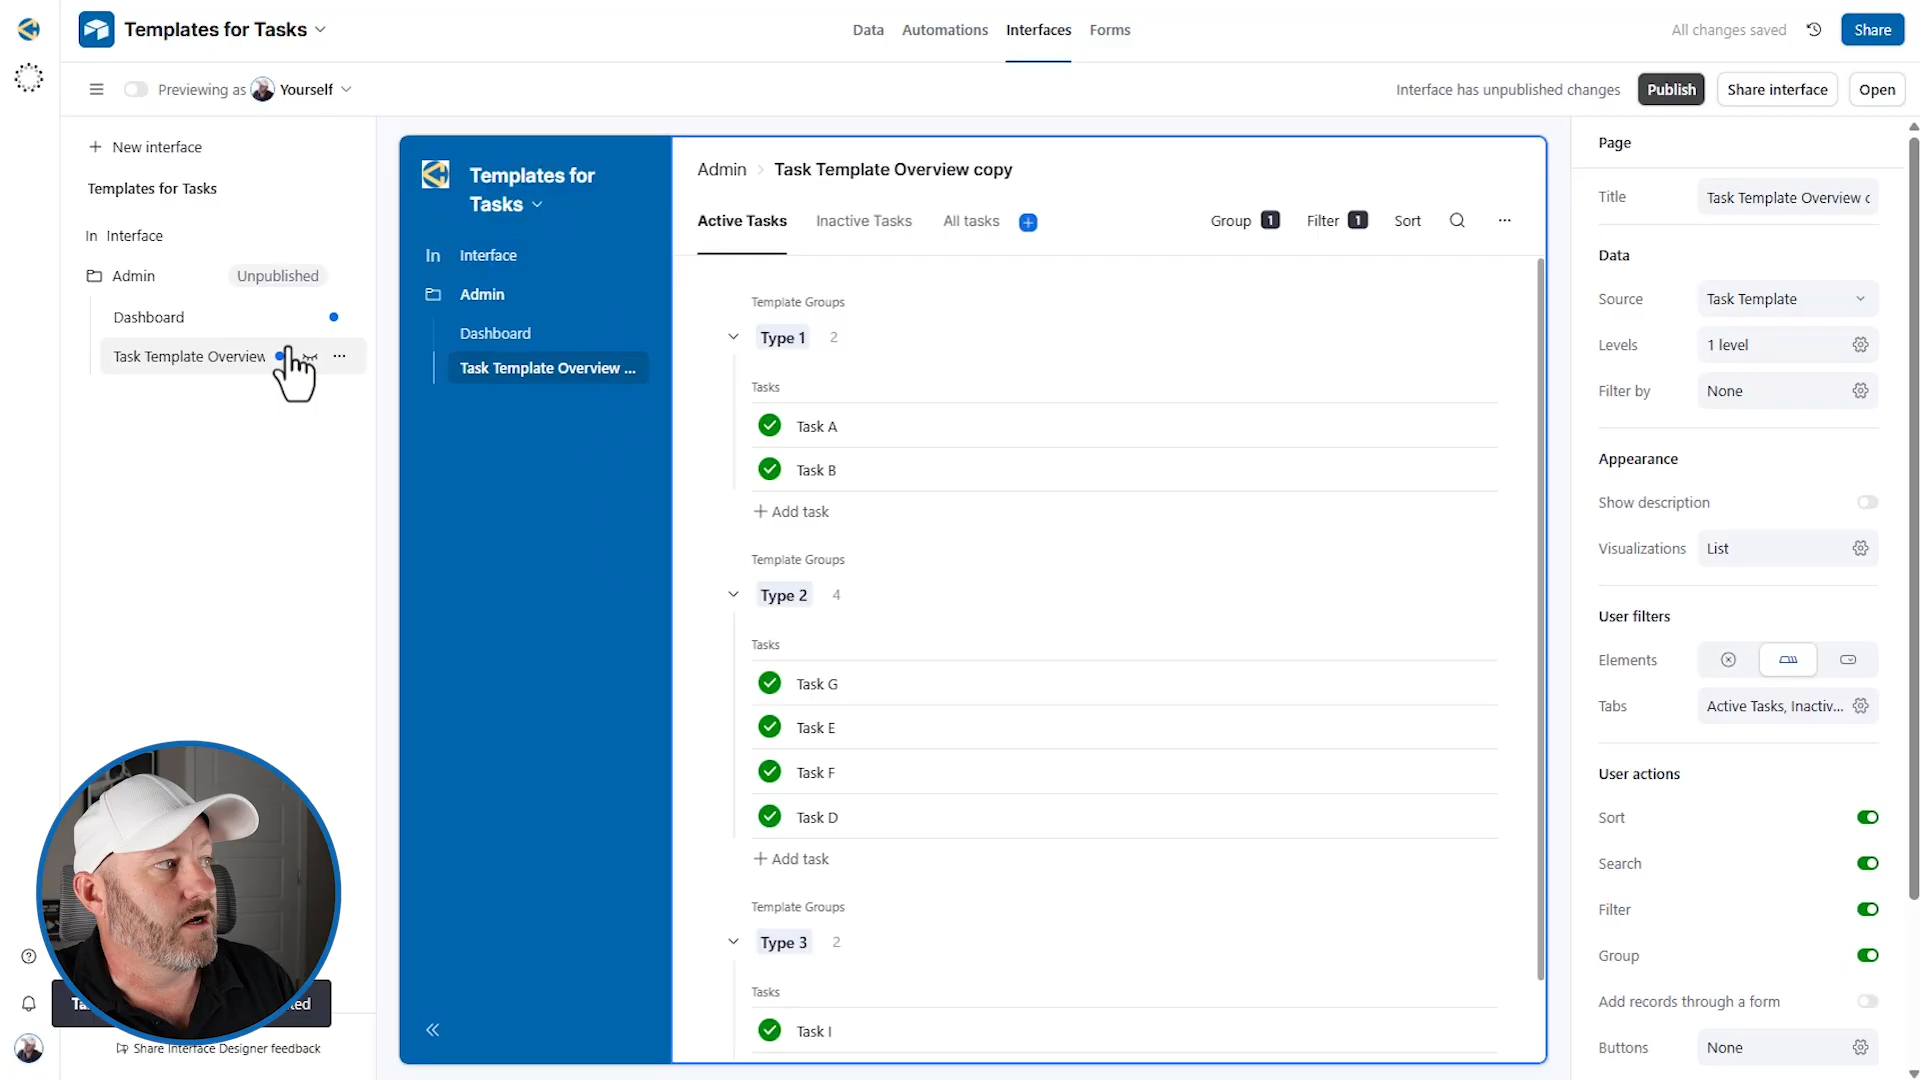 Templates for Tasks
Data
Automations
Interfaces
Forms
All changes saved
Share
Previewing as
Yourself
Interface has unpublished changes
Publish
Share interface
Open
New interface
Templates for Tasks
In Interface
Admin
Unpublished
Dashboard
Task Template Overview
Share Interface Designer feedback
Templates for
Tasks
In Interface
Admin
Dashboard
Task Template Overview ...
Admin
Task Template Overview copy
Active Tasks
Inactive Tasks
All tasks
Group 1
Filter 1
Sort
Template Groups
Type 1 2
Tasks
Task A
Task B
Add task
Template Groups
Type 2 4
Tasks
Task G
Task E
Task F
Task D
Add task
Template Groups
Type 3 2
Tasks
Task I
Page
Title
Task Template Overview c
Data
Source
Task Template
Levels
1 level
Filter by
None
Appearance
Show description
Visualizations
List
User filters
Elements
Tabs
Active Tasks, Inactiv...
User actions
Sort
Search
Filter
Group
Add records through a form
Buttons
None